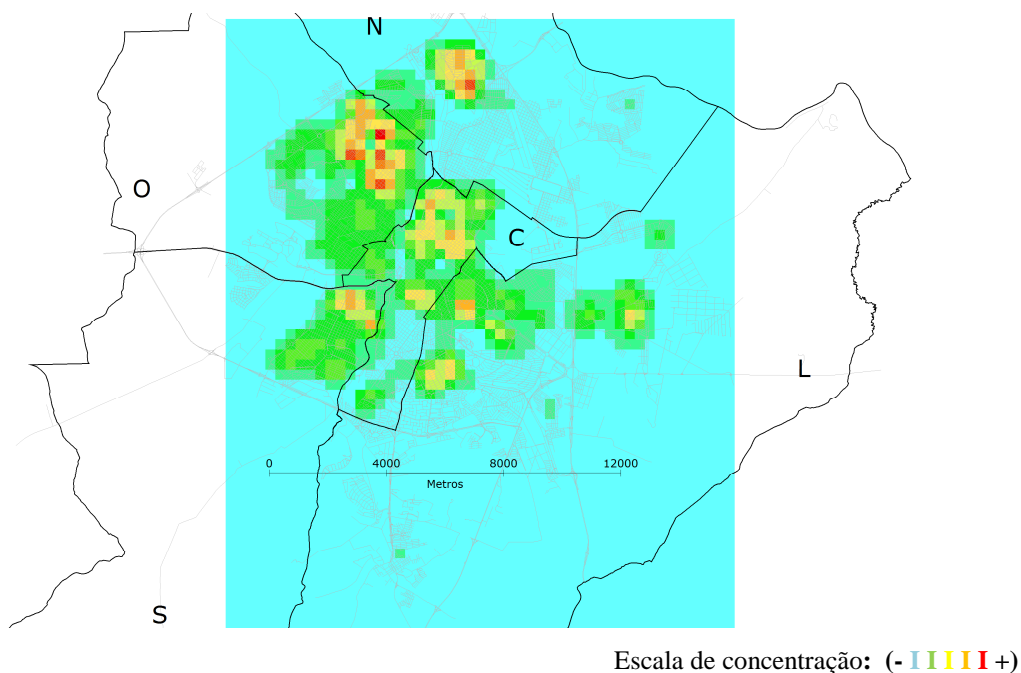 N
O
C
L
0 4000 8000 12000
Metros
S
Escala de concentração: (- I I I I I +)